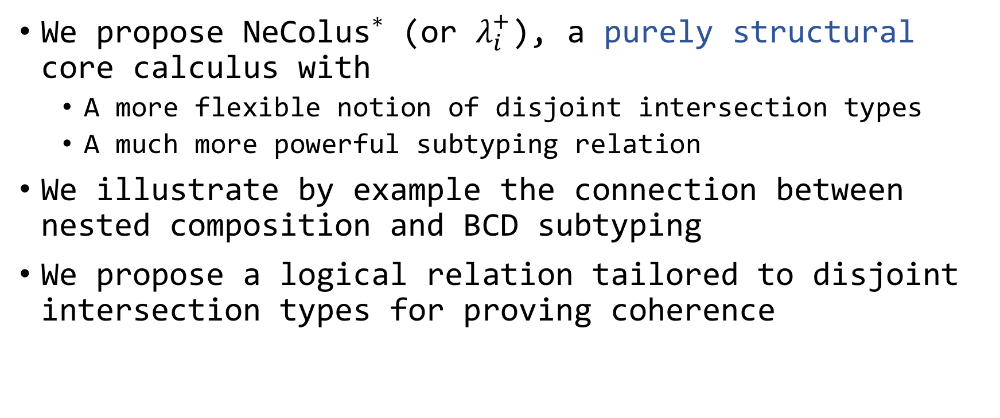 • We propose NeColus* (or λᵢ⁺), a purely structural
core calculus with
• A more flexible notion of disjoint intersection types
• A much more powerful subtyping relation
• We illustrate by example the connection between
nested composition and BCD subtyping
• We propose a logical relation tailored to disjoint
intersection types for proving coherence